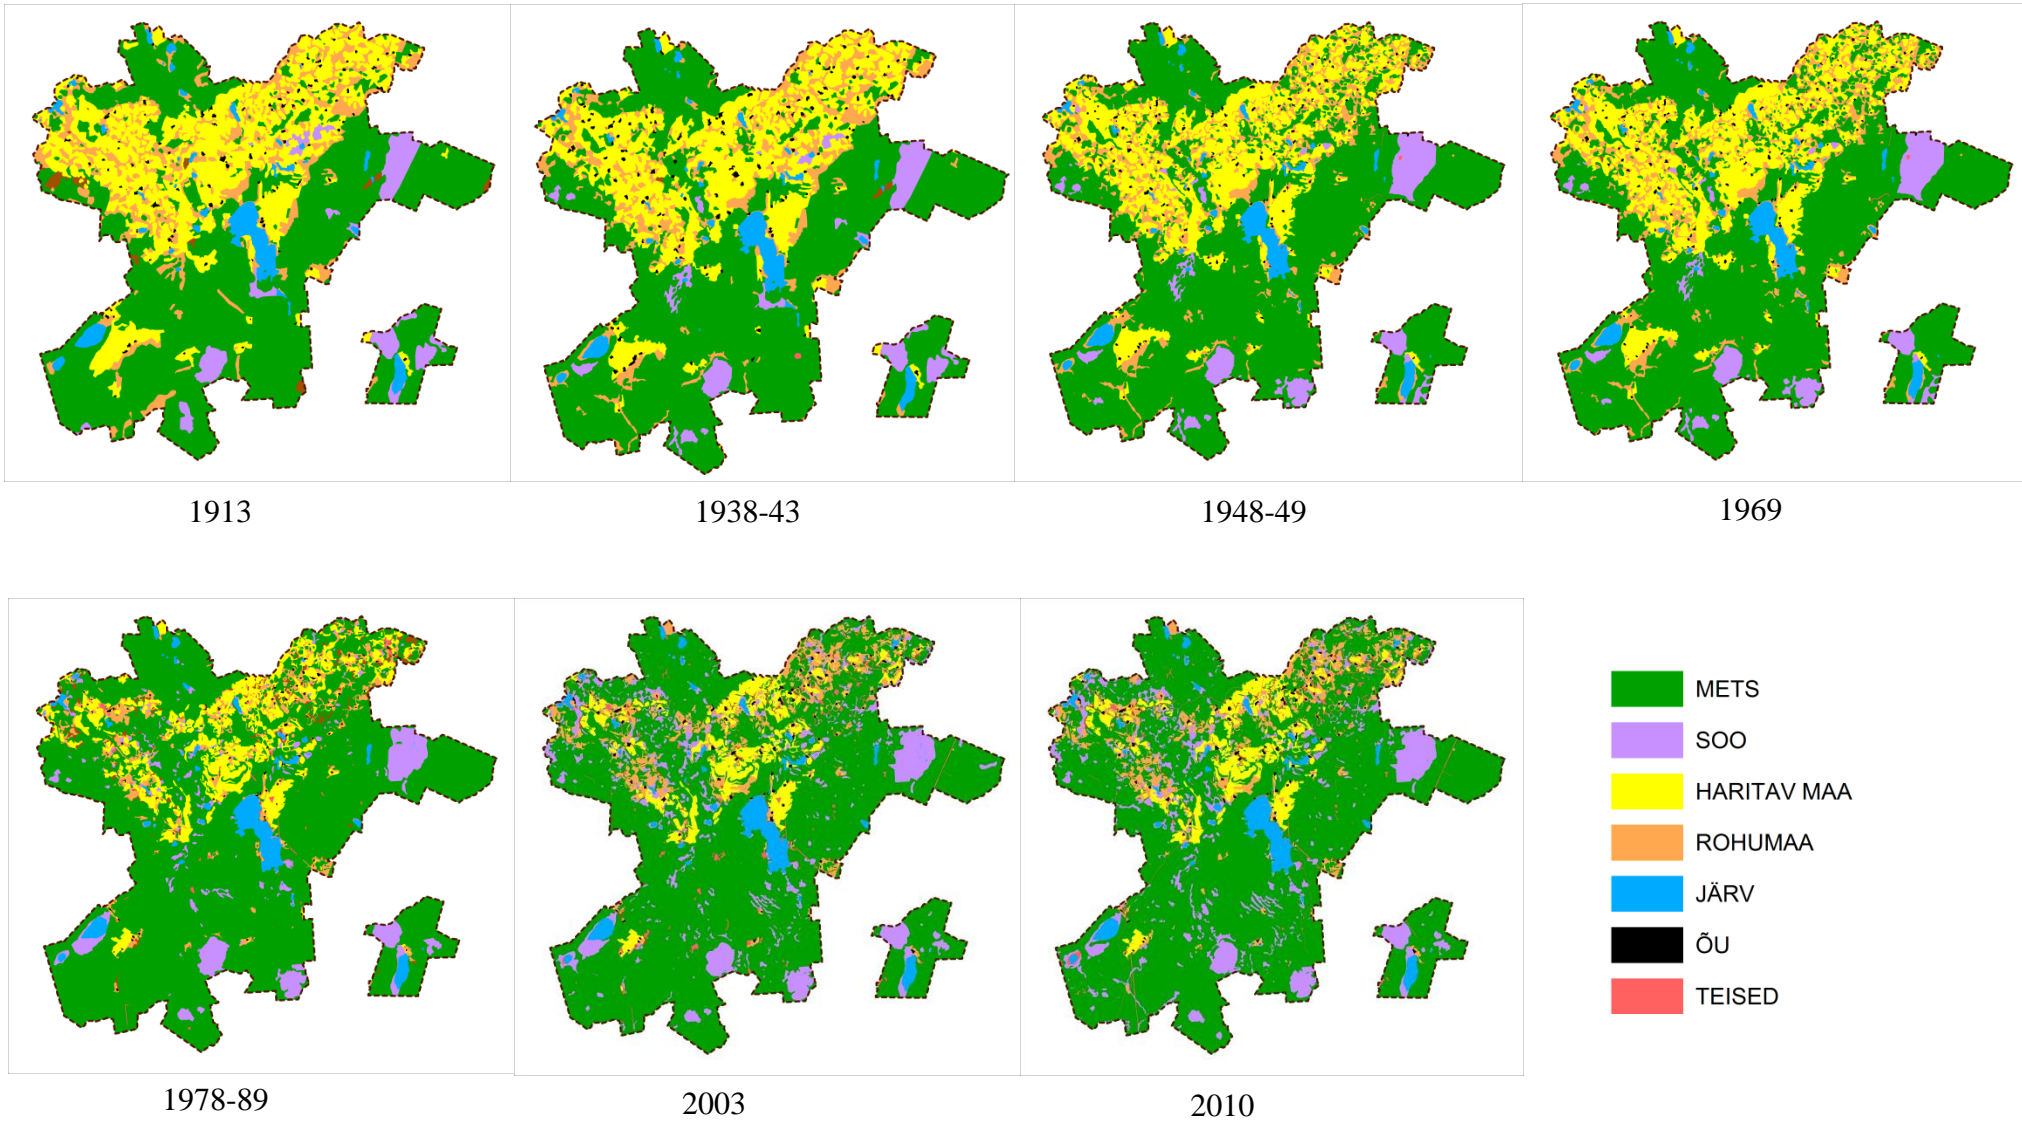 1913
1938-43
1948-49
1969
1978-89
2003
2010
METS
SOO
HARITAV MAA
ROHUMAA
JÄRV
ÕU
TEISED